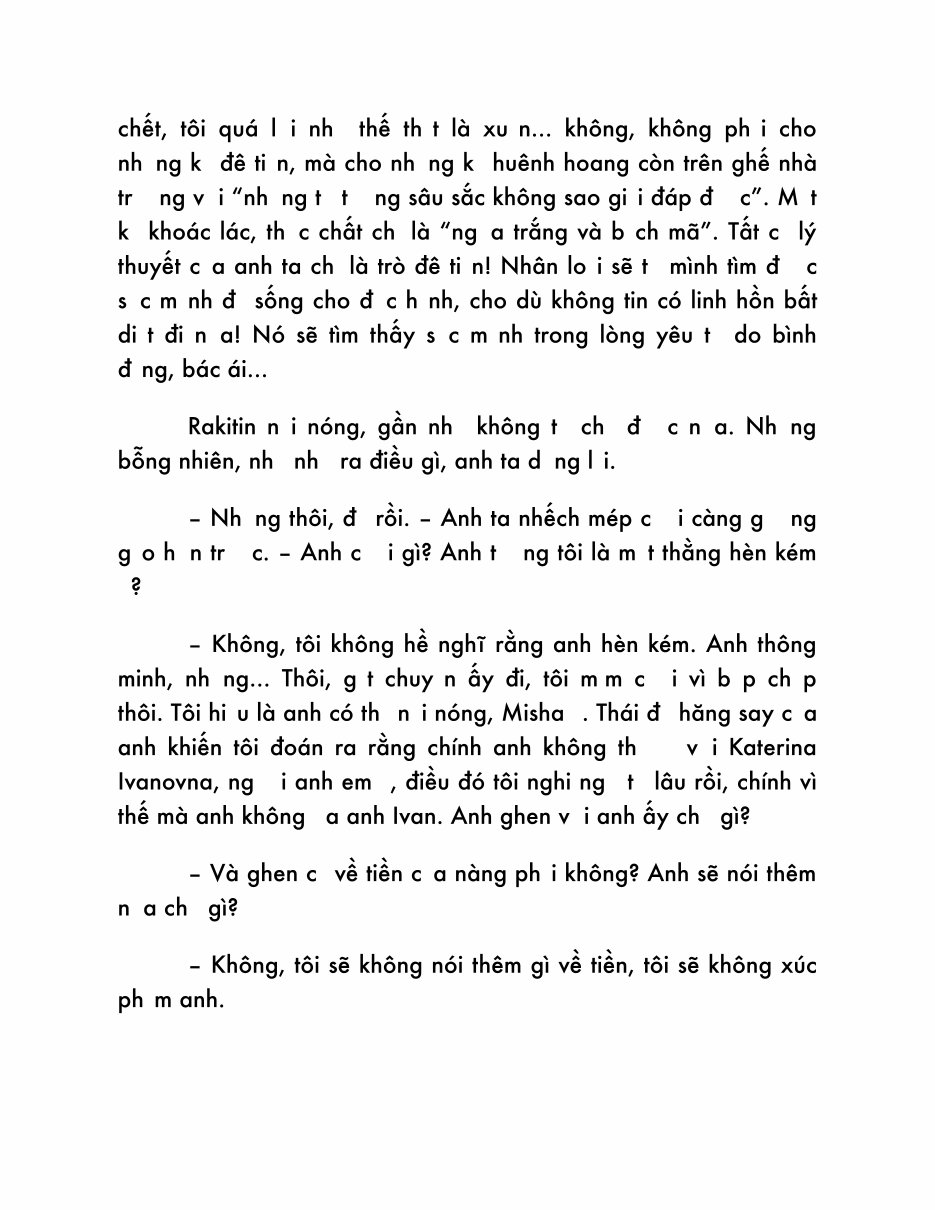 chết, tôi quá l i nh  thế th t là xu n... không, không ph i cho
nh ng k  đê ti n, mà cho nh ng k  huênh hoang còn trên ghế nhà
tr  ng v i “nh ng t  t  ng sâu sắc không sao gi i đáp đ  c”. M t
k  khoác lác, th c chất ch  là “ng a trắng và b ch mã”. Tất c  lý
thuyết c a anh ta ch  là trò đê ti n! Nhân lo i sẽ t  mình tìm đ  c
s c m nh đ  sống cho đ c h nh, cho dù không tin có linh hồn bất
di t đi n a! Nó sẽ tìm thấy s c m nh trong lòng yêu t  do bình
đ ng, bác ái...
Rakitin n i nóng, gần nh  không t  ch  đ  c n a. Nh ng
bỗng nhiên, nh  nh  ra điều gì, anh ta d ng l i.
– Nh ng thôi, đ  rồi. – Anh ta nhếch mép c  i càng g  ng
g o h n tr  c. – Anh c  i gì? Anh t  ng tôi là m t thằng hèn kém
 ?
– Không, tôi không hề nghĩ rằng anh hèn kém. Anh thông
minh, nh ng... Thôi, g t chuy n ấy đi, tôi m m c  i vì b p ch p
thôi. Tôi hi u là anh có th  n i nóng, Misha  . Thái đ  hăng say c a
anh khiến tôi đoán ra rằng chính anh không th    v i Katerina
Ivanovna, ng  i anh em  , điều đó tôi nghi ng  t  lâu rồi, chính vì
thế mà anh không  a anh Ivan. Anh ghen v i anh ấy ch  gì?
– Và ghen c  về tiền c a nàng ph i không? Anh sẽ nói thêm
n a ch  gì?
– Không, tôi sẽ không nói thêm gì về tiền, tôi sẽ không xúc
ph m anh.